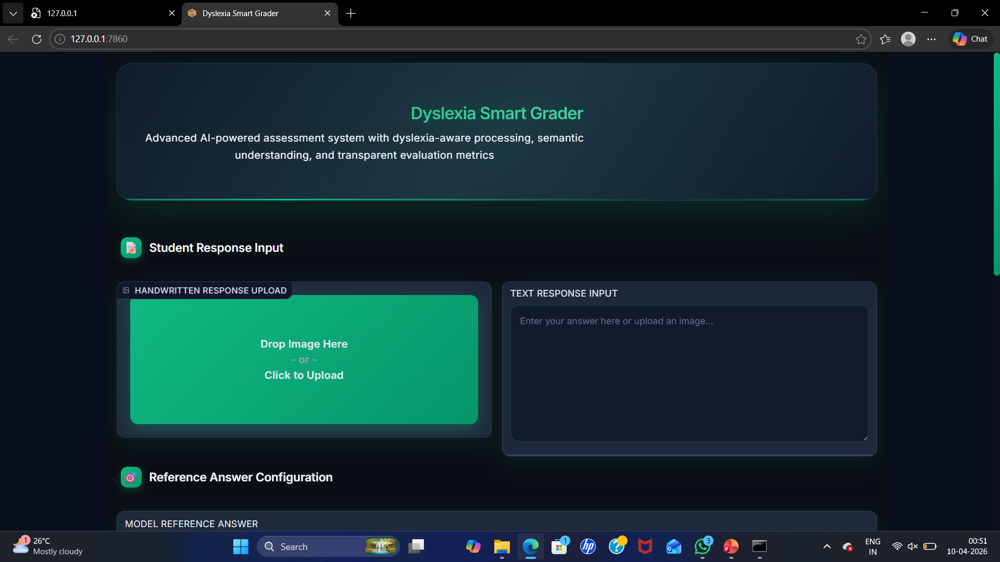 127.0.0.1
Dyslexia Smart Grader
127.0.0.1:7860
Chat
Dyslexia Smart Grader
Advanced AI-powered assessment system with dyslexia-aware processing, semantic
understanding, and transparent evaluation metrics
Student Response Input
HANDWRITTEN RESPONSE UPLOAD
Drop Image Here
- or -
Click to Upload
TEXT RESPONSE INPUT
Enter your answer here or upload an image...
Reference Answer Configuration
MODEL REFERENCE ANSWER
1
26°C
Mostly cloudy
Search
1
hp
3
ENG
IN
00:51
10-04-2026